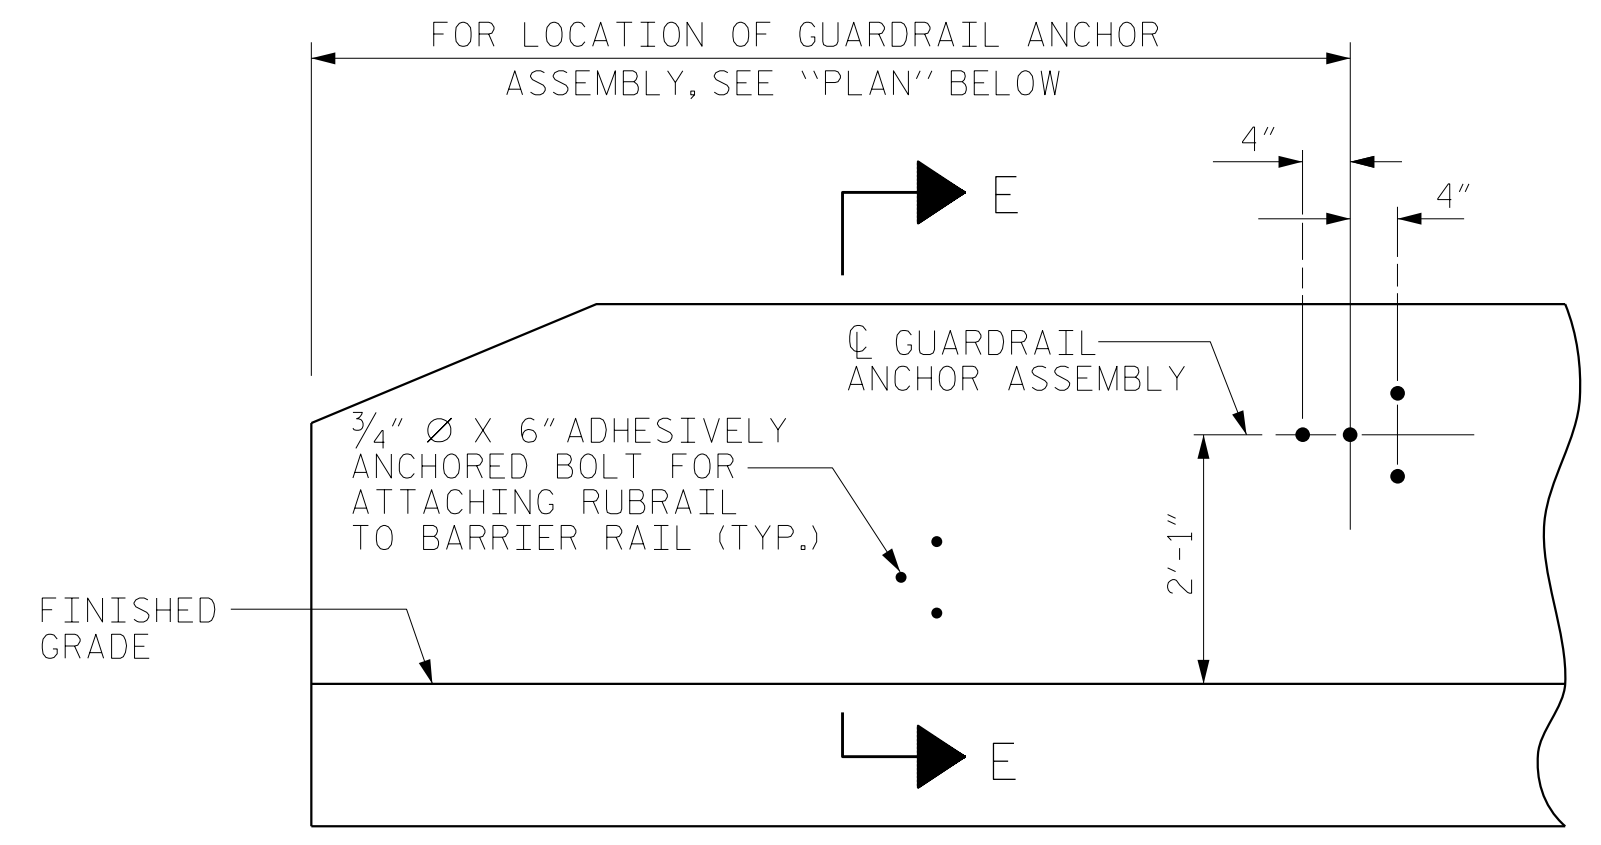 FOR LOCATION OF GUARDRAIL ANCHOR
ASSEMBLY, SEE "PLAN" BELOW
4"
4"
E
℄ GUARDRAIL
ANCHOR ASSEMBLY
3/4" Ø X 6" ADHESIVELY
ANCHORED BOLT FOR
ATTACHING RUBRAIL
TO BARRIER RAIL (TYP.)
2'-1"
FINISHED
GRADE
E